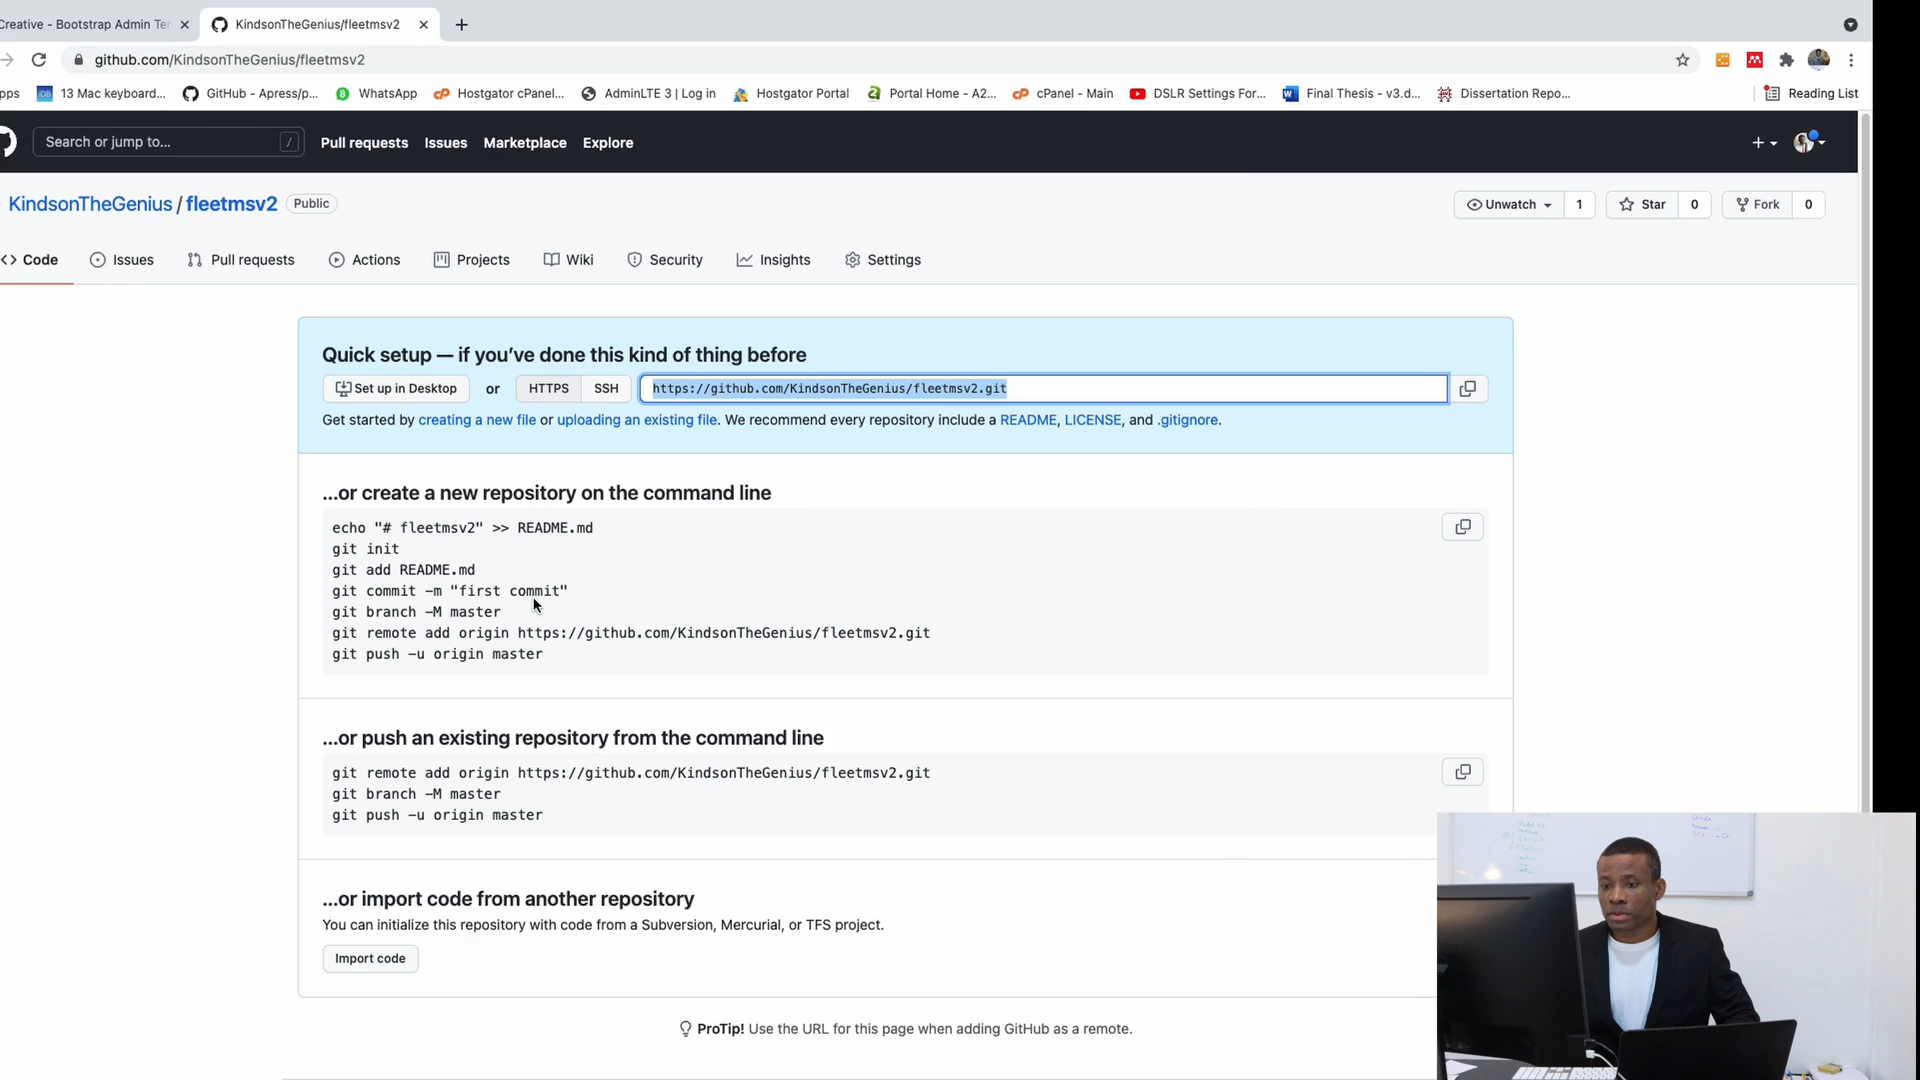 Creative - Bootstrap Admin Te
KindsonTheGenius/fleetmsv2
github.com/KindsonTheGenius/fleetmsv2
pps
13 Mac keyboard...
GitHub - Apress/p...
WhatsApp
Hostgator cPanel...
AdminLTE 3 | Log in
Hostgator Portal
Portal Home - A2...
cPanel - Main
DSLR Settings For...
Final Thesis - v3.d...
Dissertation Repo...
Reading List
Search or jump to... /
Pull requests
Issues
Marketplace
Explore
KindsonTheGenius / fleetmsv2 Public
Unwatch 1
Star 0
Fork 0
<> Code
Issues
Pull requests
Actions
Projects
Wiki
Security
Insights
Settings
Quick setup — if you've done this kind of thing before
Set up in Desktop or HTTPS SSH https://github.com/KindsonTheGenius/fleetmsv2.git
Get started by creating a new file or uploading an existing file. We recommend every repository include a README, LICENSE, and .gitignore.
...or create a new repository on the command line
echo "# fleetmsv2" >> README.md
git init
git add README.md
git commit -m "first commit"
git branch -M master
git remote add origin https://github.com/KindsonTheGenius/fleetmsv2.git
git push -u origin master
...or push an existing repository from the command line
git remote add origin https://github.com/KindsonTheGenius/fleetmsv2.git
git branch -M master
git push -u origin master
...or import code from another repository
You can initialize this repository with code from a Subversion, Mercurial, or TFS project.
Import code
ProTip! Use the URL for this page when adding GitHub as a remote.